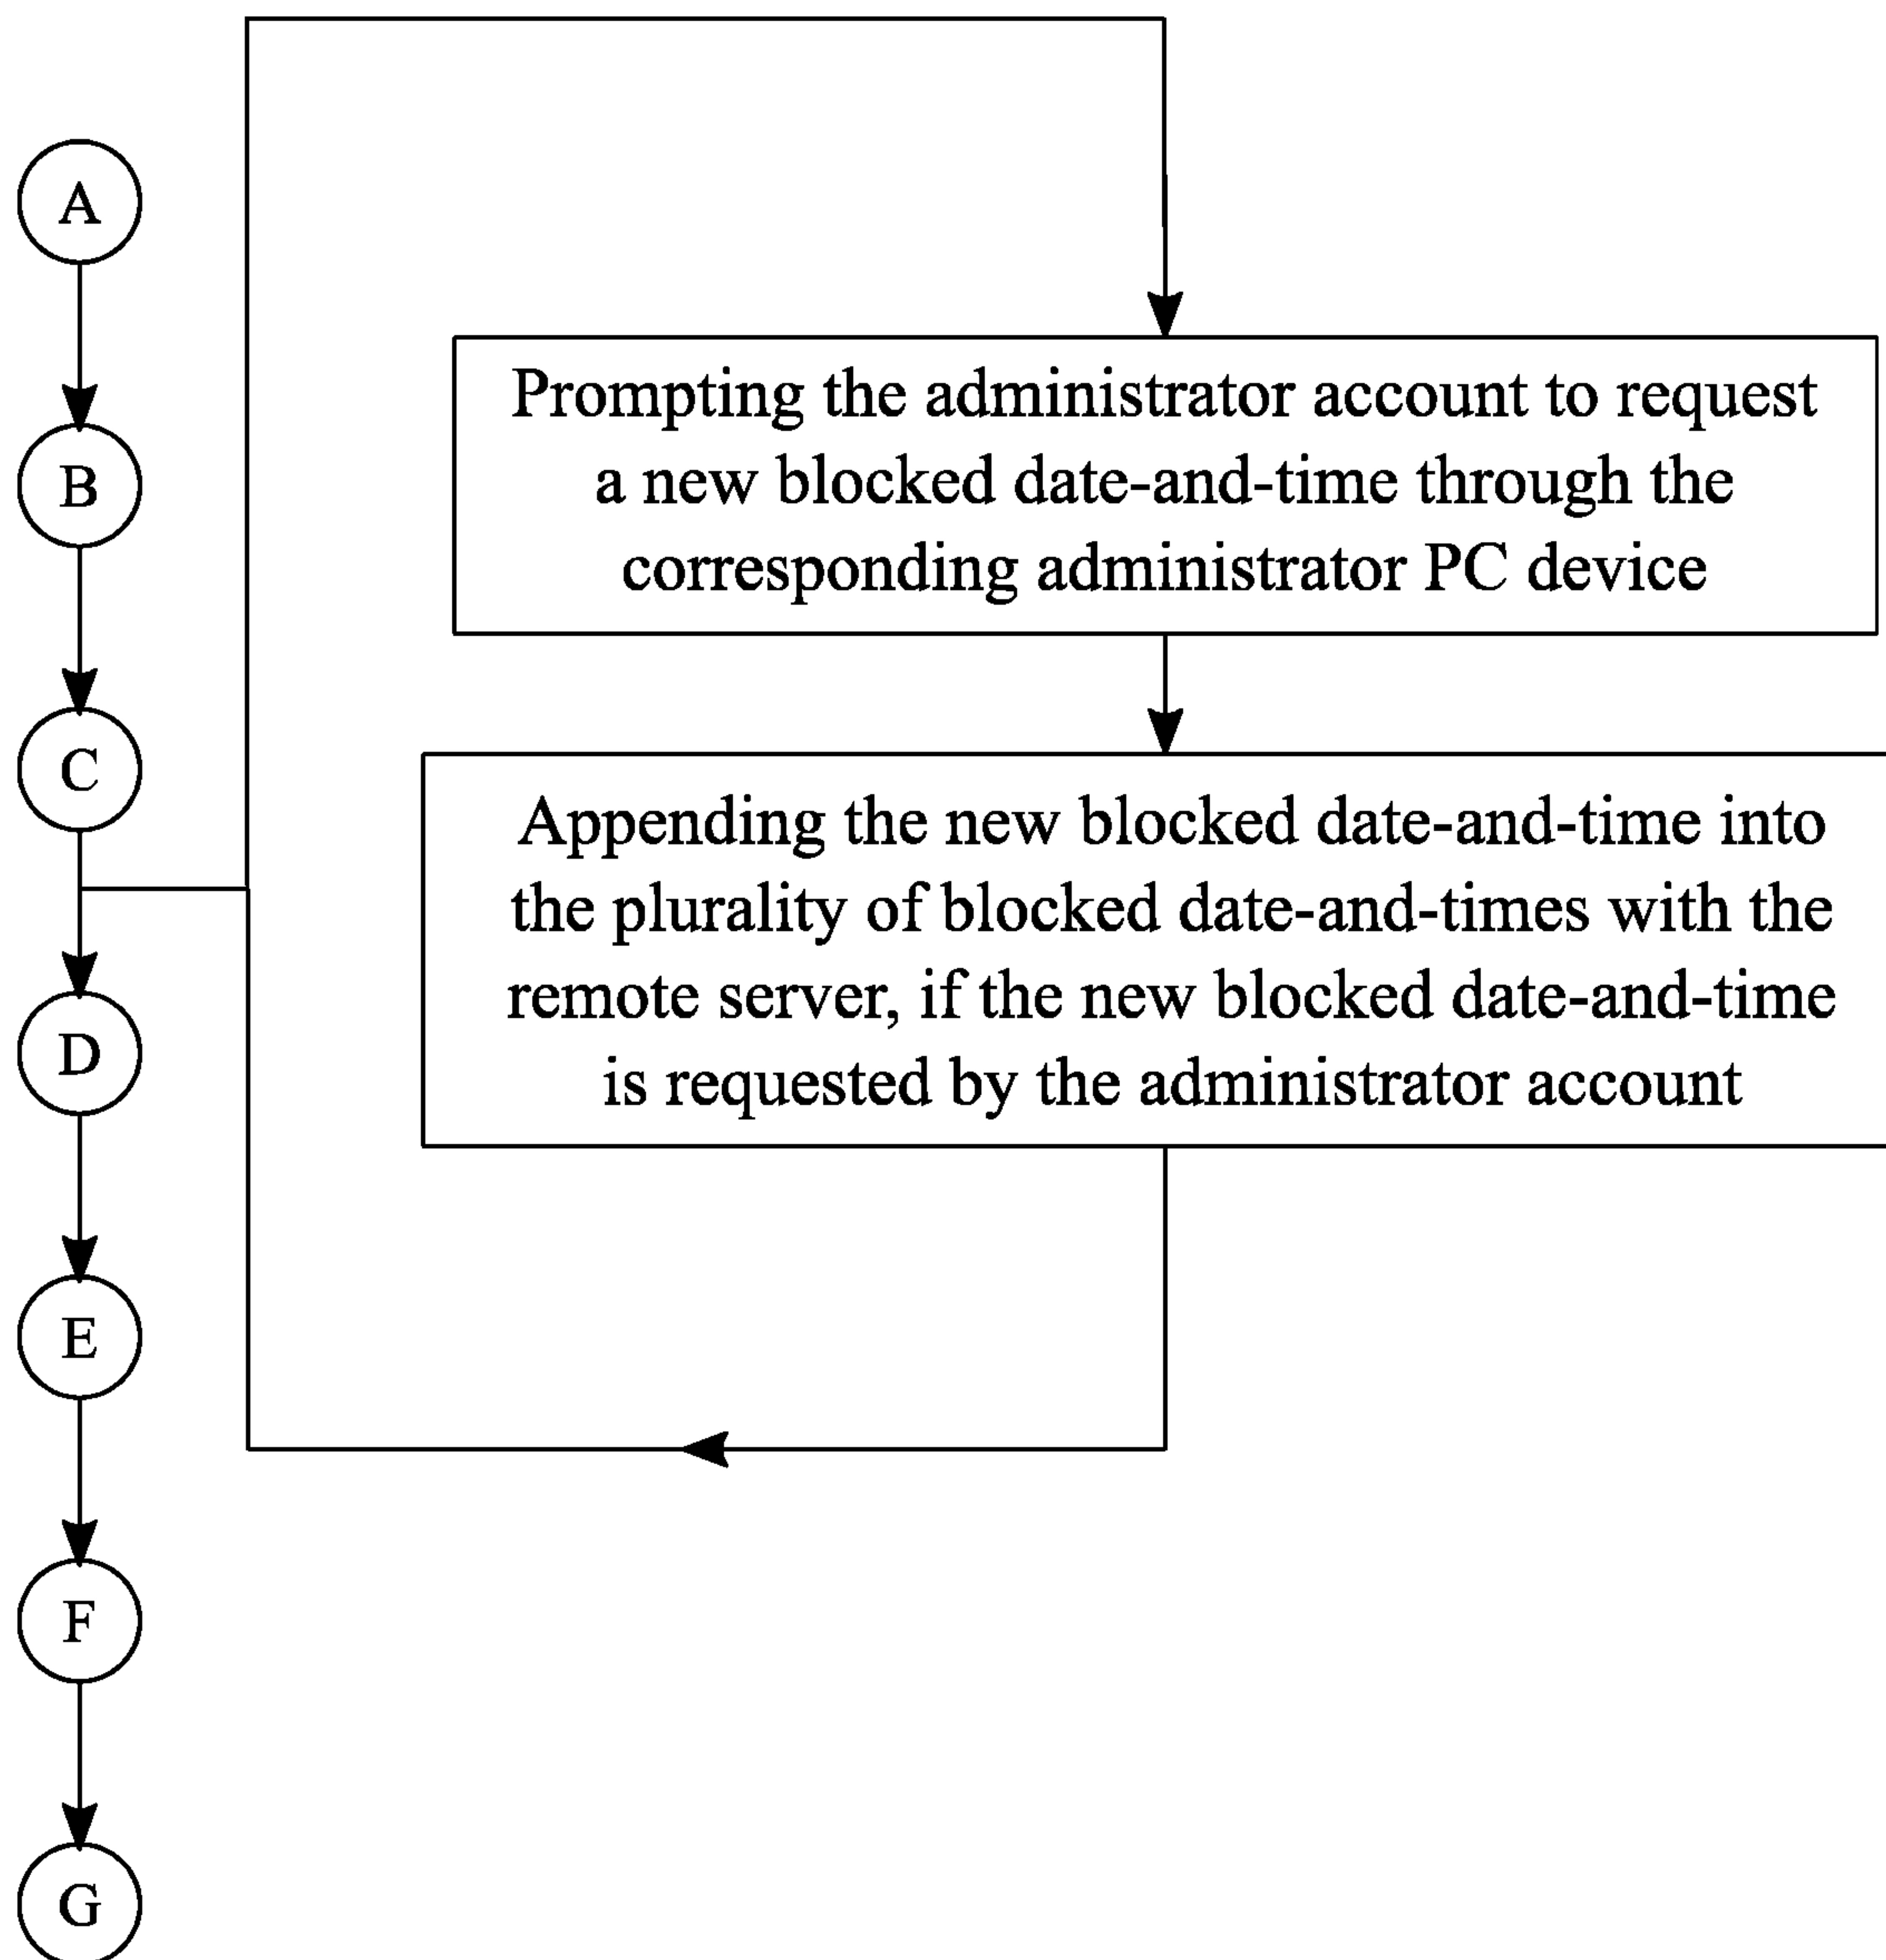 A
B
C
D
E
F
G
Prompting the administrator account to request
a new blocked date-and-time through the
corresponding administrator PC device
Appending the new blocked date-and-time into
the plurality of blocked date-and-times with the
remote server, if the new blocked date-and-time
is requested by the administrator account